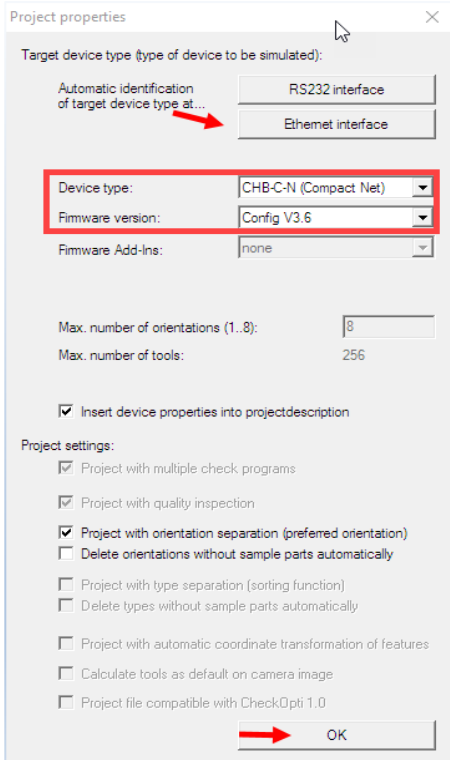 Project properties
Target device type (type of device to be simulated):
Automatic identification
of target device type at...
RS232 interface
Ethernet interface
Device type:
CHB-C-N (Compact Net)
Firmware version:
Config V3.6
Firmware Add-Ins:
none
Max. number of orientations (1..8):
8
Max. number of tools:
256
Insert device properties into projectdescription
Project settings:
Project with multiple check programs
Project with quality inspection
Project with orientation separation (preferred orientation)
Delete orientations without sample parts automatically
Project with type separation (sorting function)
Delete types without sample parts automatically
Project with automatic coordinate transformation of features
Calculate tools as default on camera image
Project file compatible with CheckOpti 1.0
OK